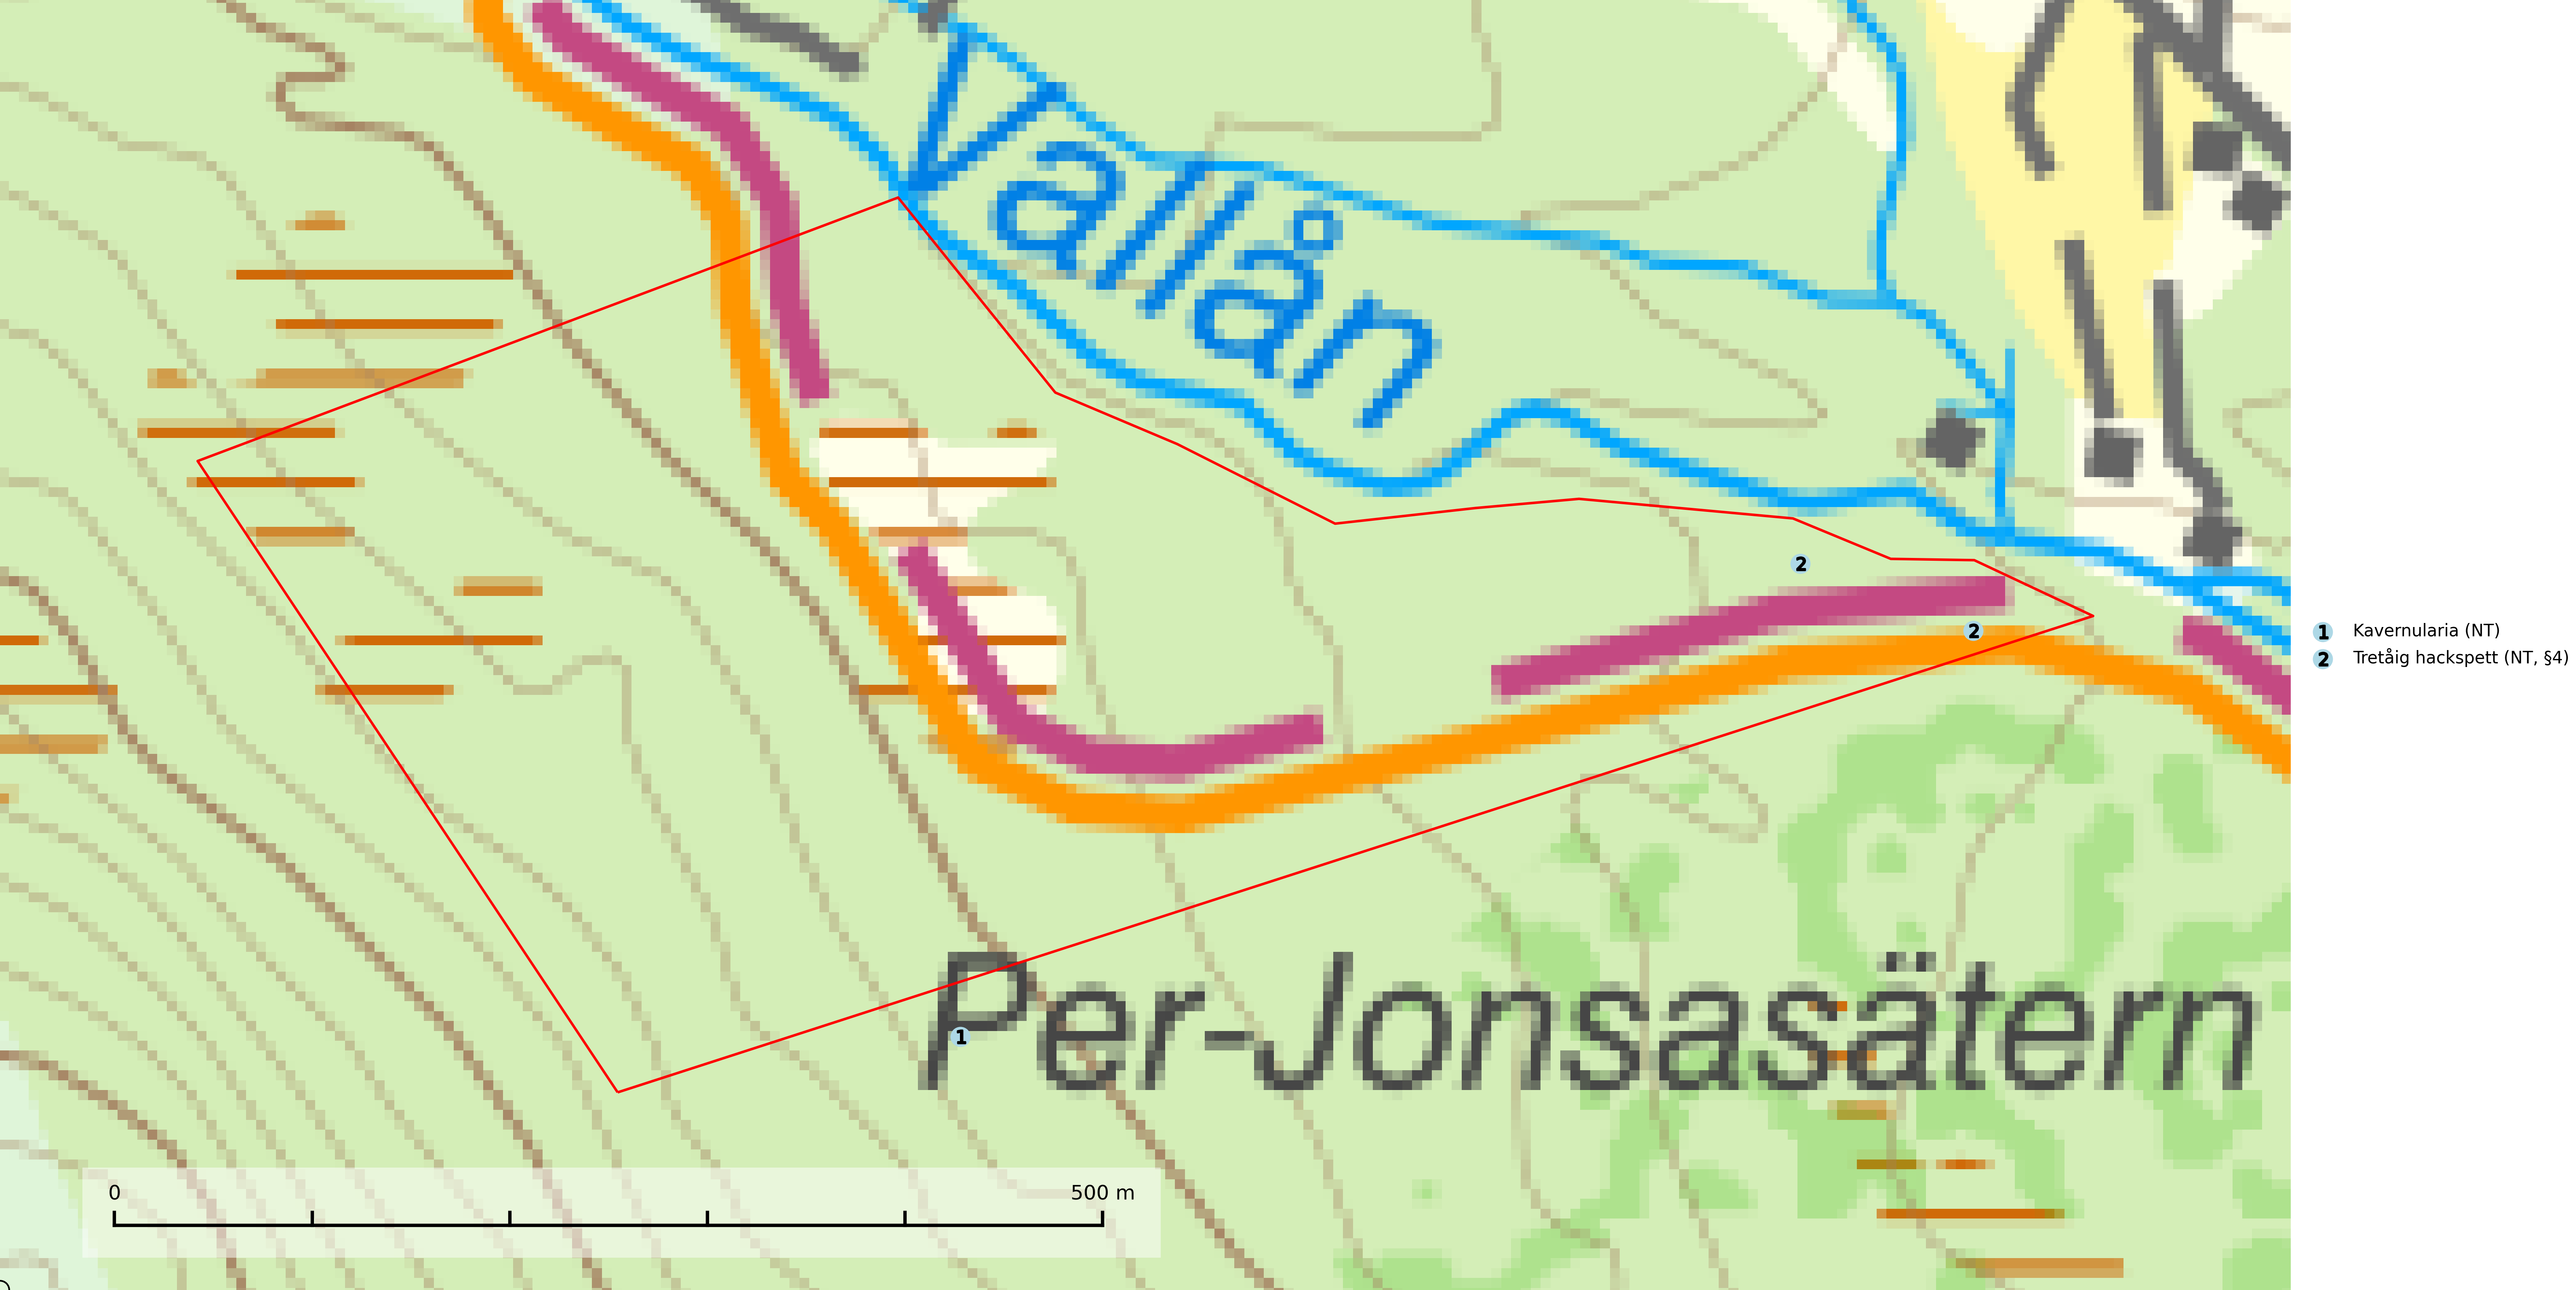 Vallån
2
2
1 Kavernularia (NT)
2 Tretåig hackspett (NT, §4)
Per-Jonsasätern
1
0 500 m